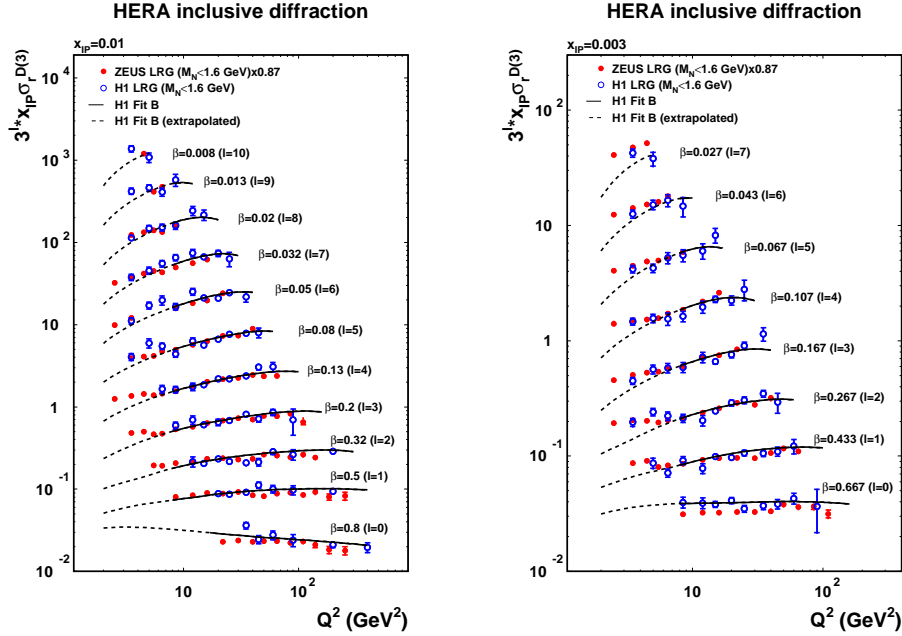 HERA inclusive diffraction
x_IP=0.01
3^l*x_IP σ_r^D(3)
ZEUS LRG (M_N<1.6 GeV)x0.87
H1 LRG (M_N<1.6 GeV)
H1 Fit B
H1 Fit B (extrapolated)
10^4
10^3
10^2
10
1
10^-1
10^-2
β=0.008 (l=10)
β=0.013 (l=9)
β=0.02 (l=8)
β=0.032 (l=7)
β=0.05 (l=6)
β=0.08 (l=5)
β=0.13 (l=4)
β=0.2 (l=3)
β=0.32 (l=2)
β=0.5 (l=1)
β=0.8 (l=0)
10
10^2
Q^2 (GeV^2)
HERA inclusive diffraction
x_IP=0.003
3^l*x_IP σ_r^D(3)
ZEUS LRG (M_N<1.6 GeV)x0.87
H1 LRG (M_N<1.6 GeV)
H1 Fit B
H1 Fit B (extrapolated)
10^2
10
1
10^-1
10^-2
β=0.027 (l=7)
β=0.043 (l=6)
β=0.067 (l=5)
β=0.107 (l=4)
β=0.167 (l=3)
β=0.267 (l=2)
β=0.433 (l=1)
β=0.667 (l=0)
10
10^2
Q^2 (GeV^2)